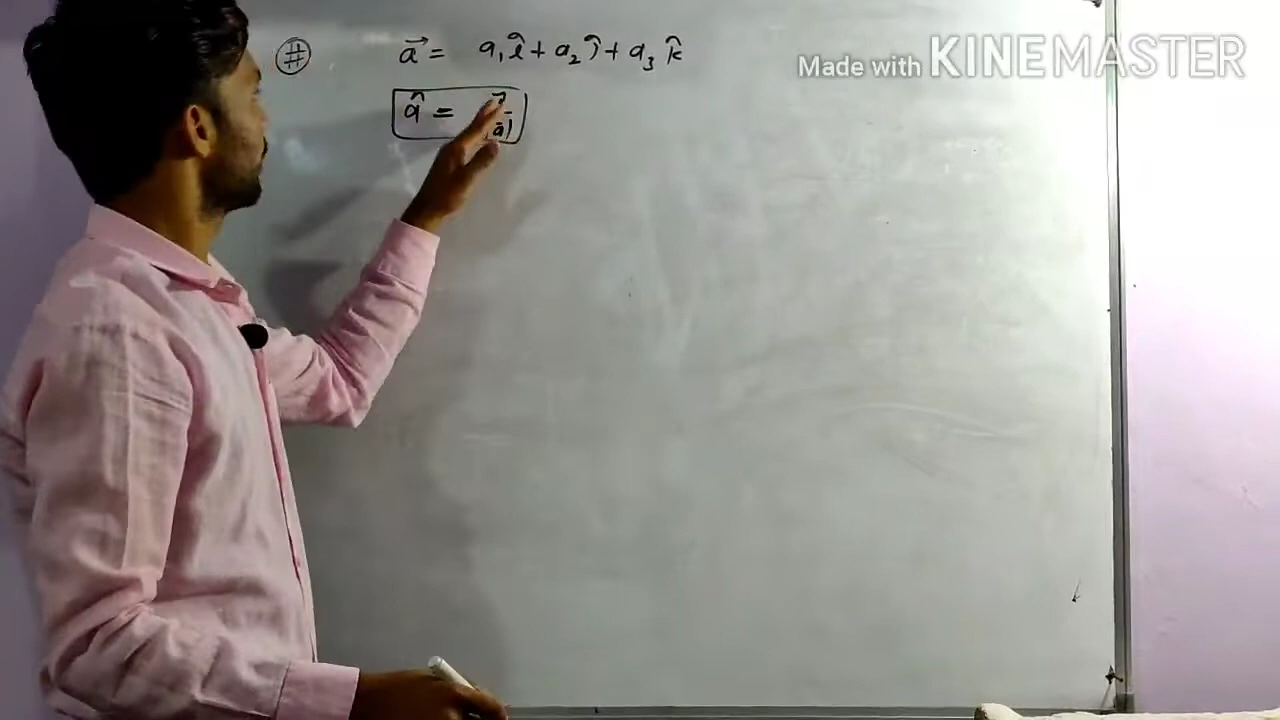 # a⃗ = a₁î + a₂ĵ + a₃k̂
Made with KINEMASTER
â = a⃗/|a⃗|